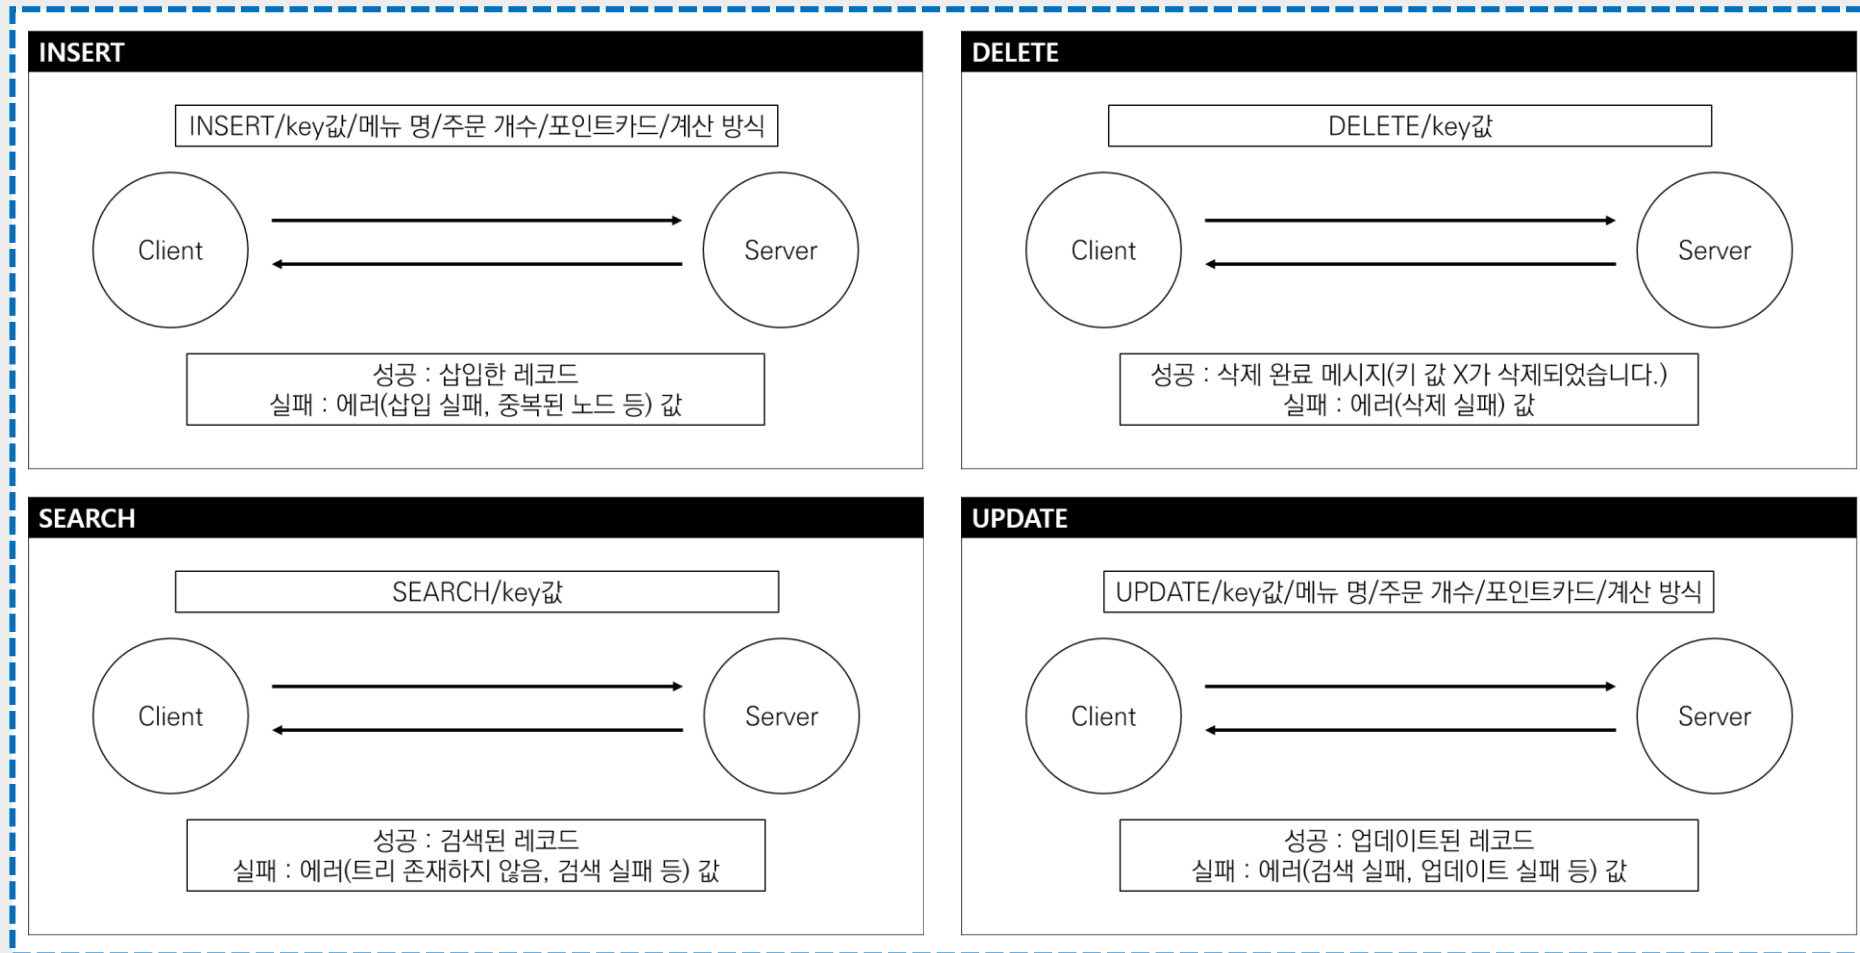 INSERT
INSERT/key값/메뉴 명/주문 개수/포인트카드/계산 방식
Client
Server
성공 : 삽입한 레코드
실패 : 에러(삽입 실패, 중복된 노드 등) 값
DELETE
DELETE/key값
Client
Server
성공 : 삭제 완료 메시지(키 값 X가 삭제되었습니다.)
실패 : 에러(삭제 실패) 값
SEARCH
SEARCH/key값
Client
Server
성공 : 검색된 레코드
실패 : 에러(트리 존재하지 않음, 검색 실패 등) 값
UPDATE
UPDATE/key값/메뉴 명/주문 개수/포인트카드/계산 방식
Client
Server
성공 : 업데이트된 레코드
실패 : 에러(검색 실패, 업데이트 실패 등) 값